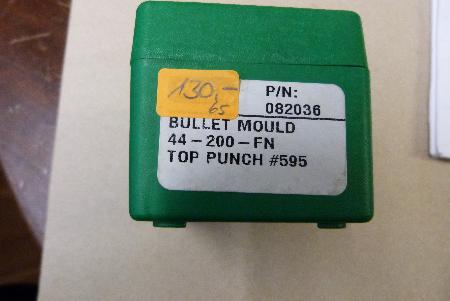 130,-
65
P/N:
082036
BULLET MOULD
44-200-FN
TOP PUNCH #595